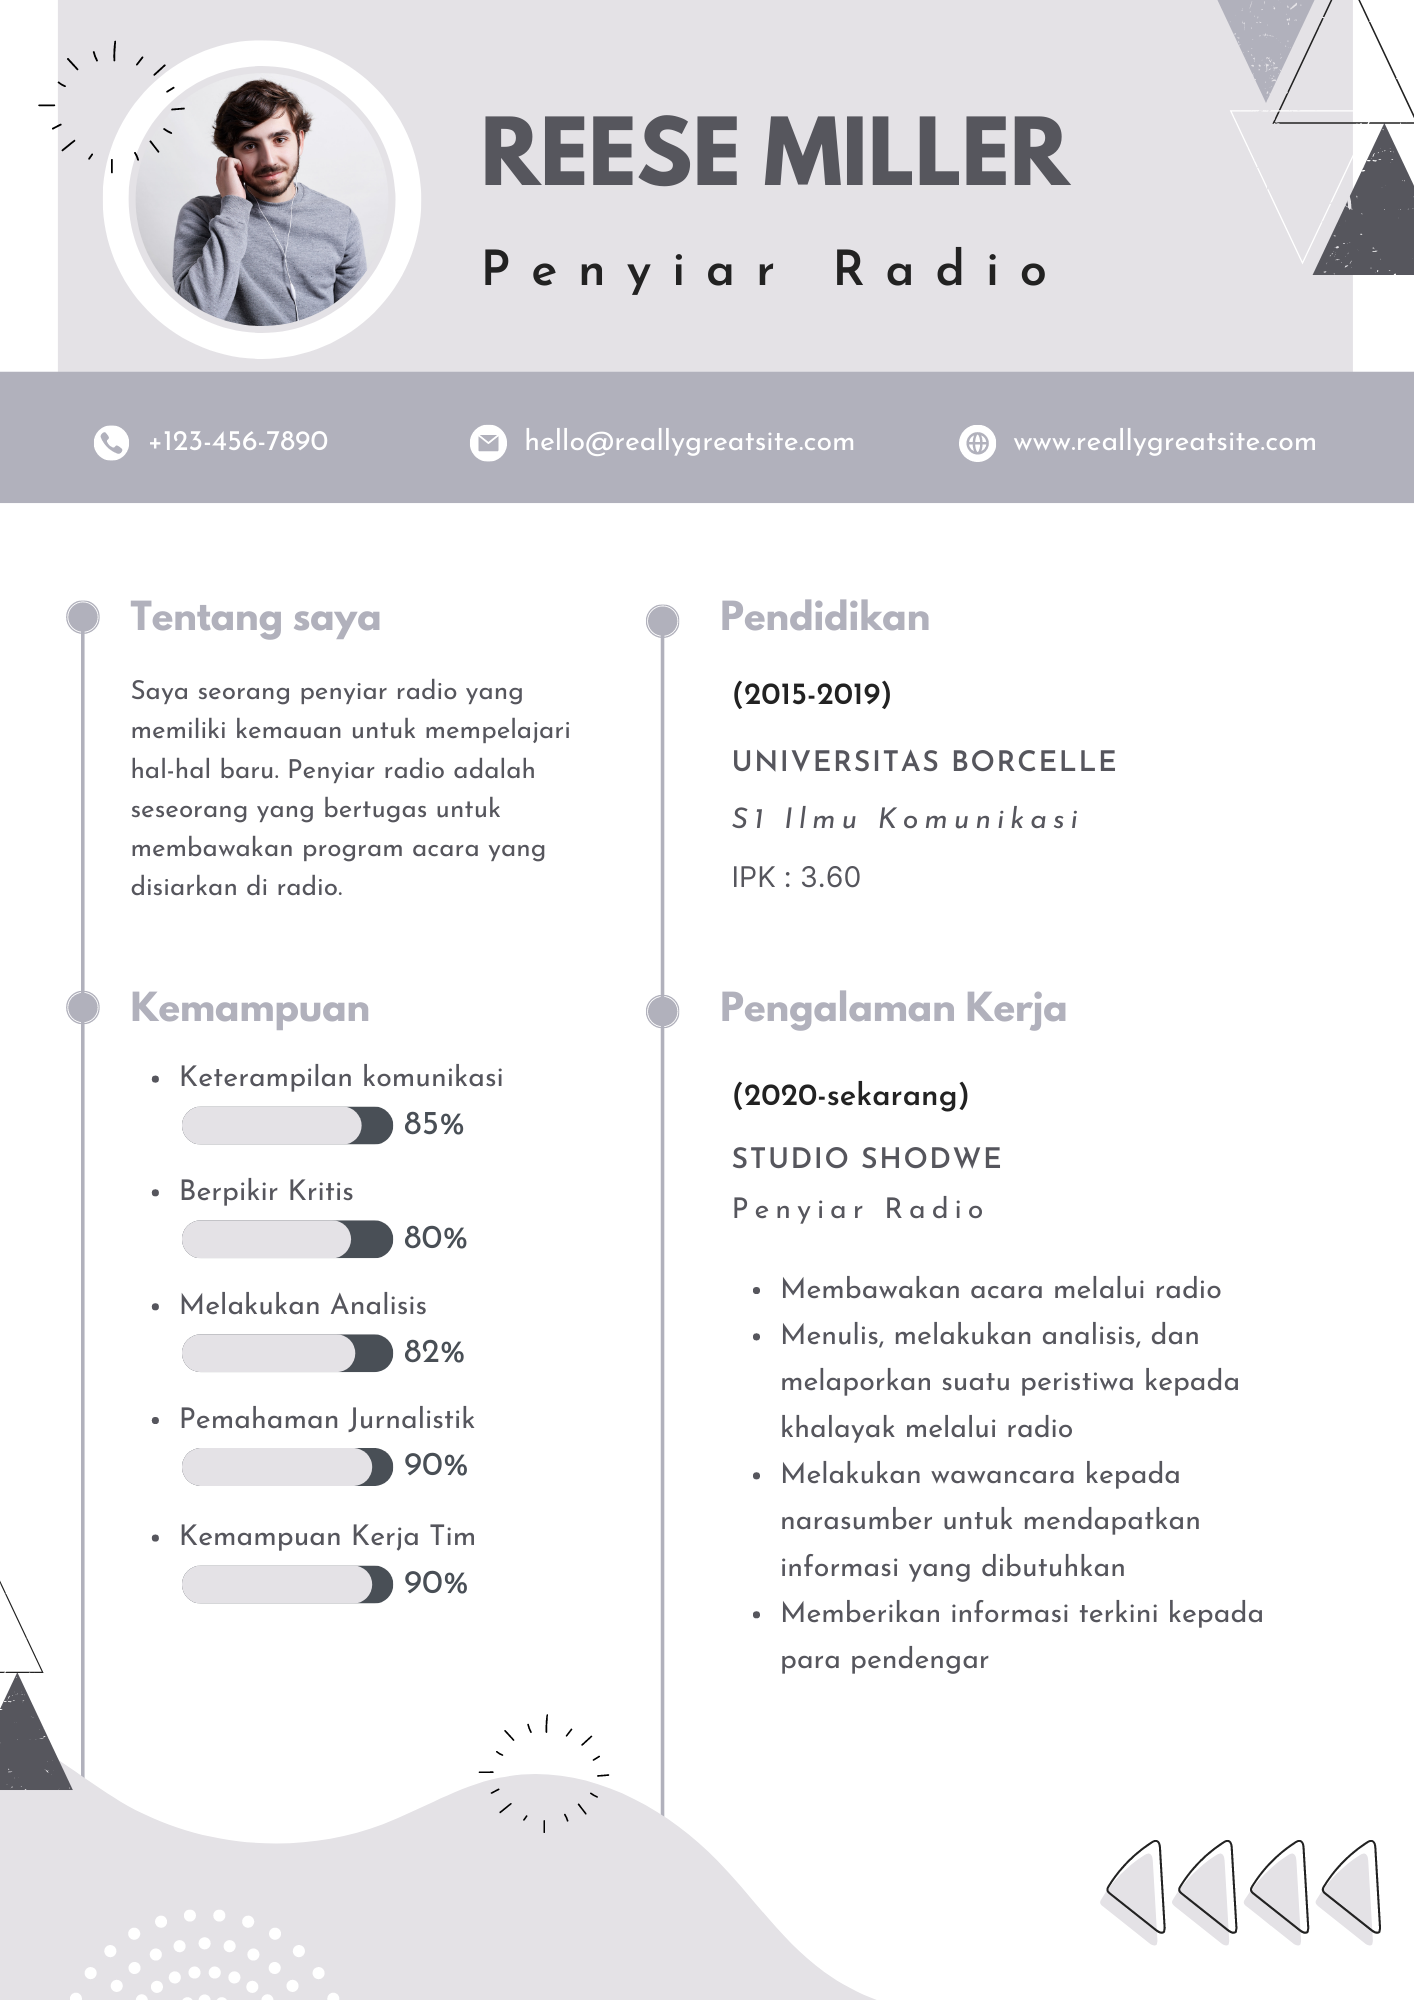 REESE MILLER
Penyiar Radio
+123-456-7890
hello@reallygreatsite.com
www.reallygreatsite.com
Tentang saya
Saya seorang penyiar radio yang
memiliki kemauan untuk mempelajari
hal-hal baru. Penyiar radio adalah
seseorang yang bertugas untuk
membawakan program acara yang
disiarkan di radio.
Kemampuan
• Keterampilan komunikasi
85%
• Berpikir Kritis
80%
• Melakukan Analisis
82%
• Pemahaman Jurnalistik
90%
• Kemampuan Kerja Tim
90%
Pendidikan
(2015-2019)
UNIVERSITAS BORCELLE
S1 Ilmu Komunikasi
IPK : 3.60
Pengalaman Kerja
(2020-sekarang)
STUDIO SHODWE
Penyiar Radio
• Membawakan acara melalui radio
• Menulis, melakukan analisis, dan
melaporkan suatu peristiwa kepada
khalayak melalui radio
• Melakukan wawancara kepada
narasumber untuk mendapatkan
informasi yang dibutuhkan
• Memberikan informasi terkini kepada
para pendengar